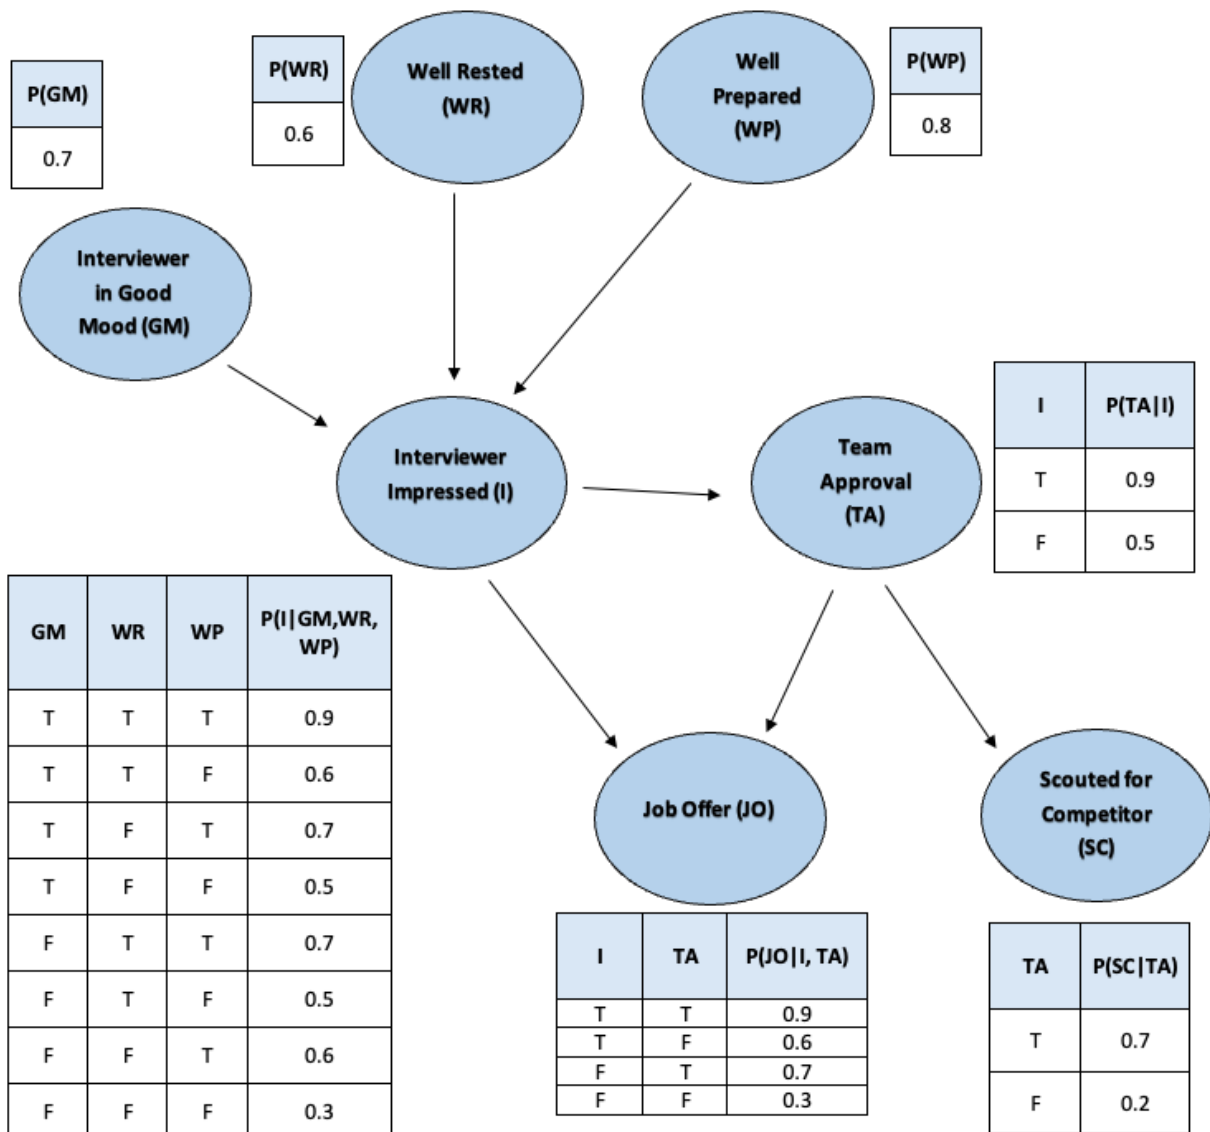 P(GM)
0.7
P(WR)
0.6
Well Rested
(WR)
Well
Prepared
(WP)
P(WP)
0.8
Interviewer
in Good
Mood (GM)
Interviewer
Impressed (I)
Team
Approval
(TA)
I P(TA|I)
T 0.9
F 0.5
GM WR WP P(I|GM,WR,
WP)
T T T 0.9
T T F 0.6
T F T 0.7
T F F 0.5
F T T 0.7
F T F 0.5
F F T 0.6
F F F 0.3
Job Offer (JO)
I TA P(JO|I, TA)
T T 0.9
T F 0.6
F T 0.7
F F 0.3
Scouted for
Competitor
(SC)
TA P(SC|TA)
T 0.7
F 0.2